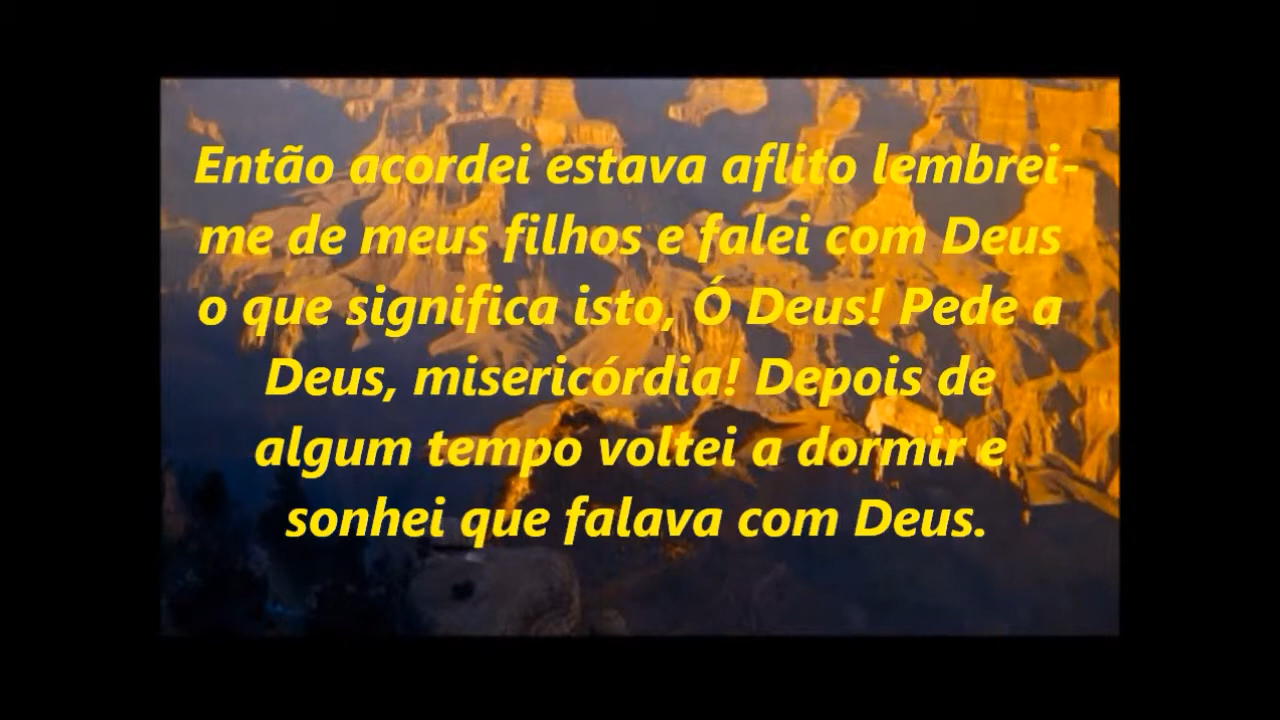 Então acordei estava aflito lembrei-
me de meus filhos e falei com Deus
o que significa isto, Ó Deus! Pede a
Deus, misericórdia! Depois de
algum tempo voltei a dormir e
sonhei que falava com Deus.